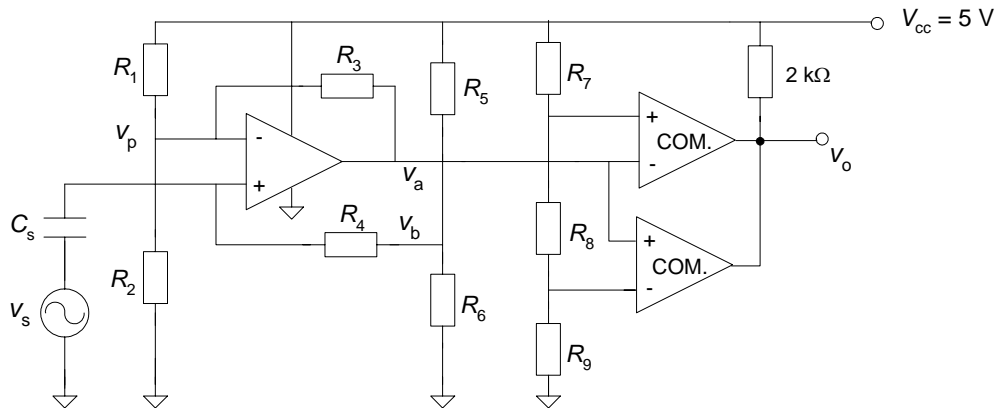 V_cc = 5 V
R_1
R_3
R_5
R_7
2 kΩ
v_p
-
+
v_a
+
-
COM.
v_o
C_s
R_4
v_b
R_8
+
-
COM.
R_2
v_s
R_6
R_9